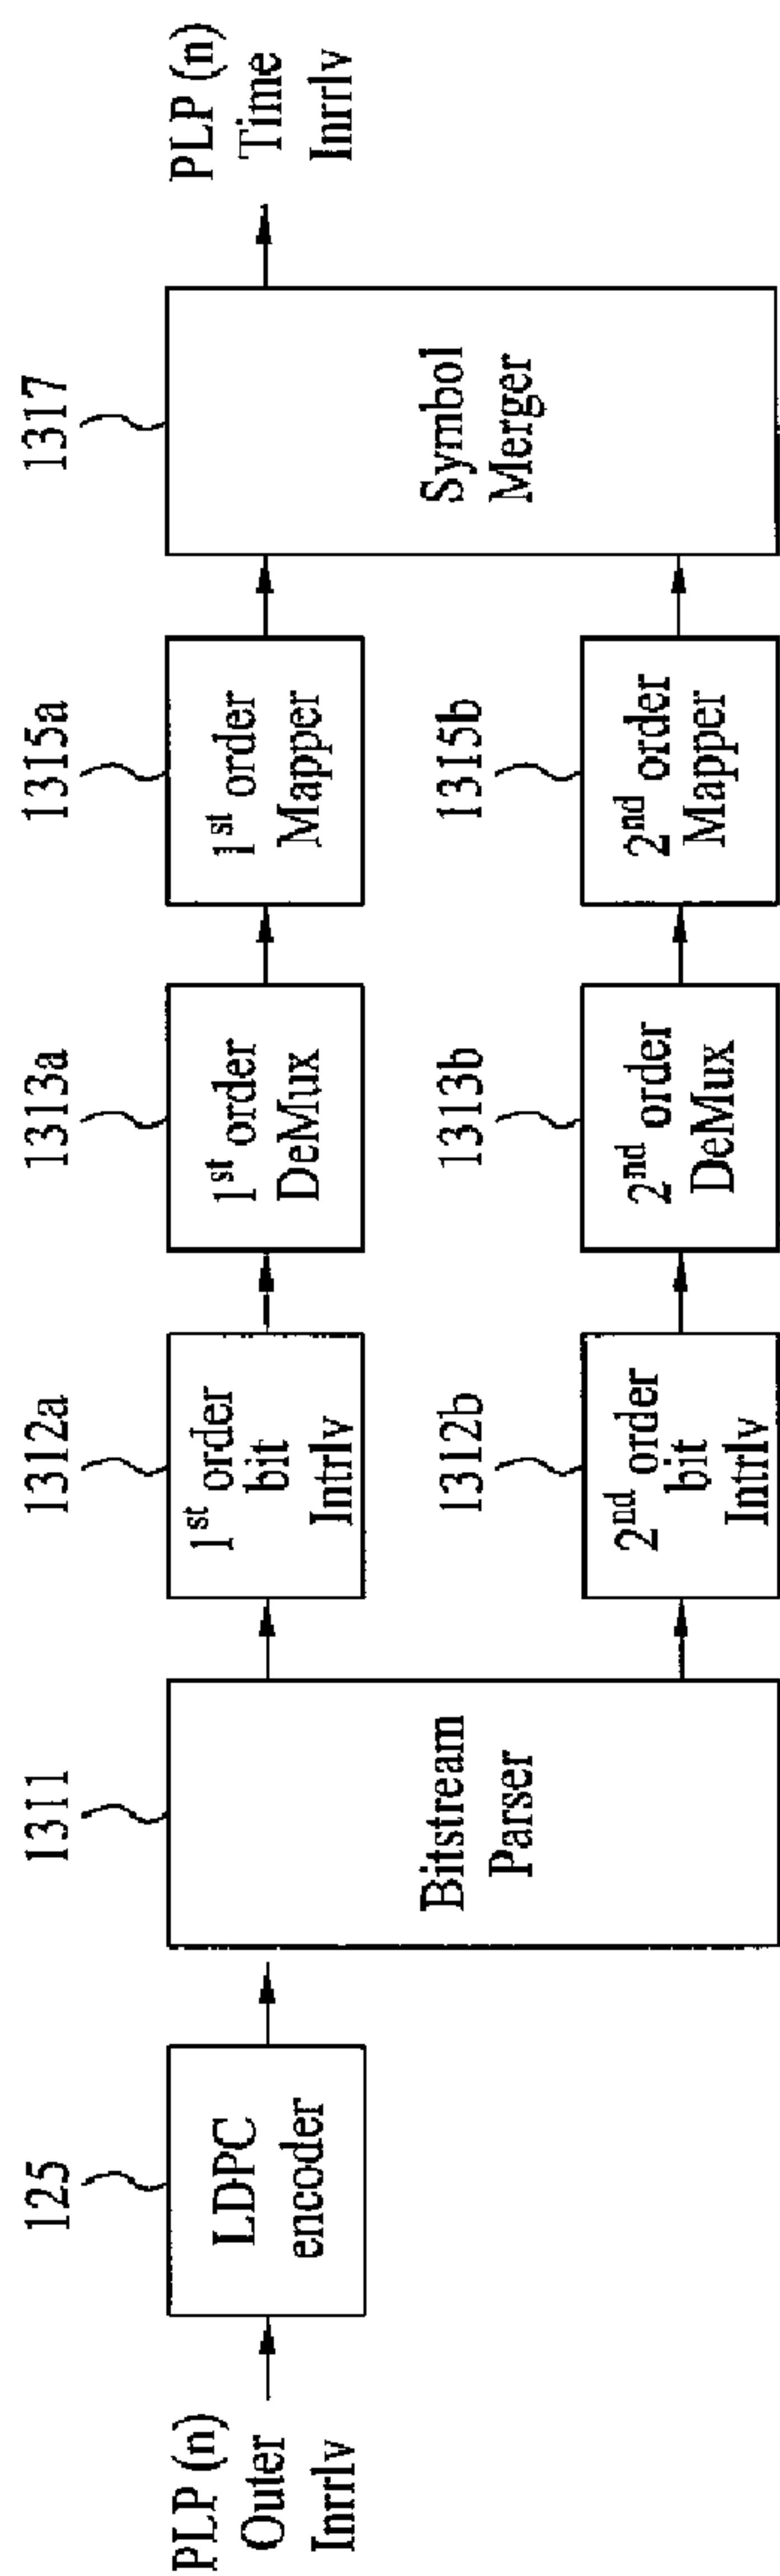 PLP (n)
Outer
Inrrlv
125
LDPC
encoder
1311
Bitstream
Parser
1312a
1st order
bit
Intrlv
1312b
2nd order
bit
Intrlv
1313a
1st order
DeMux
1313b
2nd order
DeMux
1315a
1st order
Mapper
1315b
2nd order
Mapper
1317
Symbol
Merger
PLP (n)
Time
Inrrlv